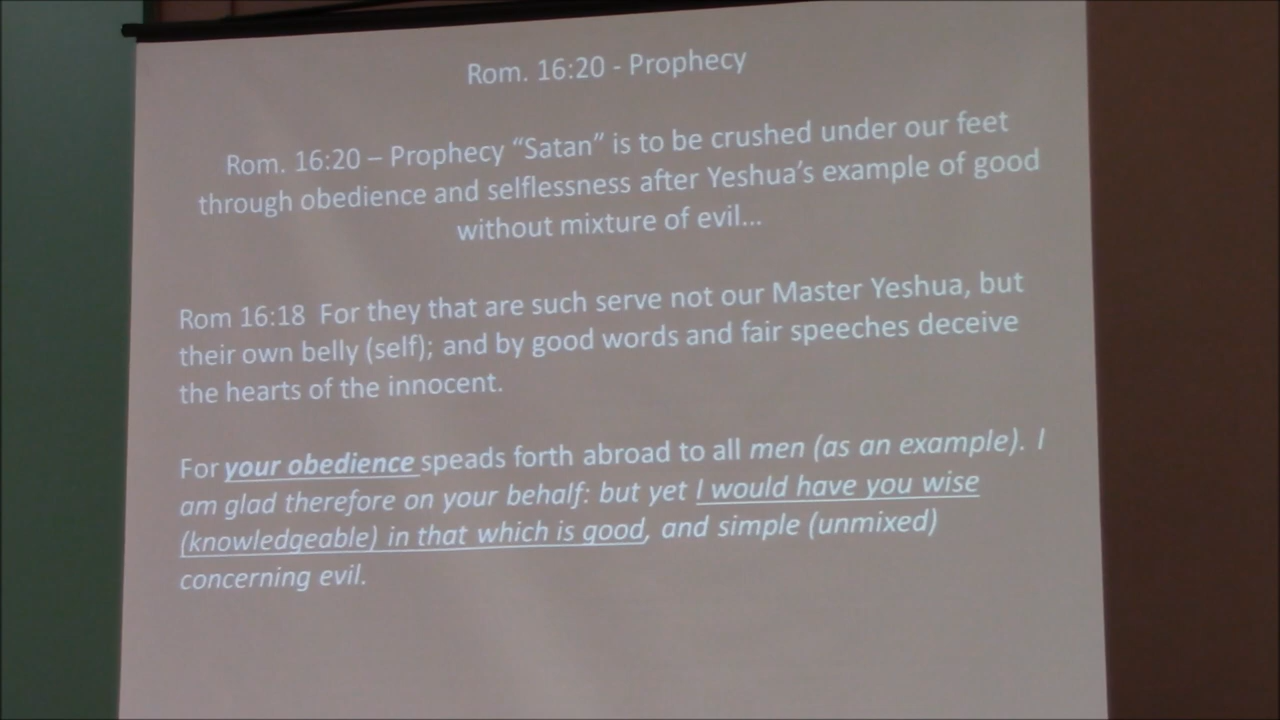 Rom. 16:20 - Prophecy
Rom. 16:20 – Prophecy “Satan” is to be crushed under our feet
through obedience and selflessness after Yeshua’s example of good
without mixture of evil…
Rom 16:18 For they that are such serve not our Master Yeshua, but
their own belly (self); and by good words and fair speeches deceive
the hearts of the innocent.
For your obedience speads forth abroad to all men (as an example). I
am glad therefore on your behalf: but yet I would have you wise
(knowledgeable) in that which is good, and simple (unmixed)
concerning evil.